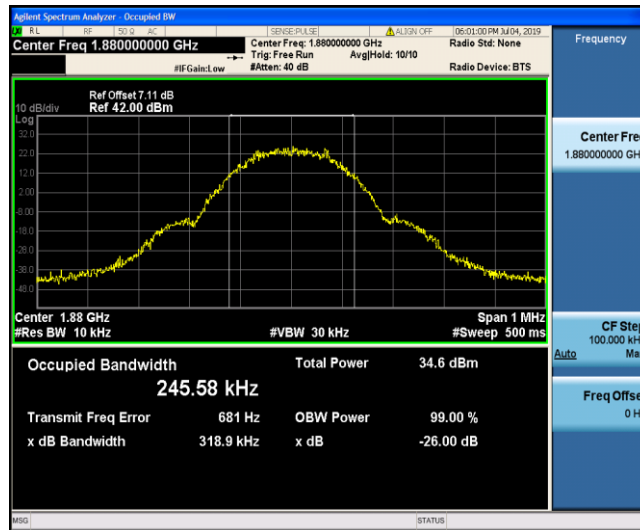 Agilent Spectrum Analyzer - Occupied BW
RL RF 50 Ω AC SENSE:PULSE ALIGN OFF 06:01:00 PM Jul 04, 2019
Center Freq 1.880000000 GHz Center Freq: 1.880000000 GHz Radio Std: None
Trig: Free Run Avg|Hold: 10/10
#IFGain:Low #Atten: 40 dB Radio Device: BTS
Frequency
Ref Offset 7.11 dB
10 dB/div Ref 42.00 dBm
Log
32.0
22.0
12.0
2.00
-8.00
-18.0
-28.0
-38.0
-48.0
Center 1.88 GHz Span 1 MHz
#Res BW 10 kHz #VBW 30 kHz #Sweep 500 ms
Occupied Bandwidth Total Power 34.6 dBm
245.58 kHz
Transmit Freq Error 681 Hz OBW Power 99.00 %
x dB Bandwidth 318.9 kHz x dB -26.00 dB
Center Fre
1.880000000 GH
CF Step
100.000 kH
Auto Ma
Freq Offse
0 H
MSG STATUS